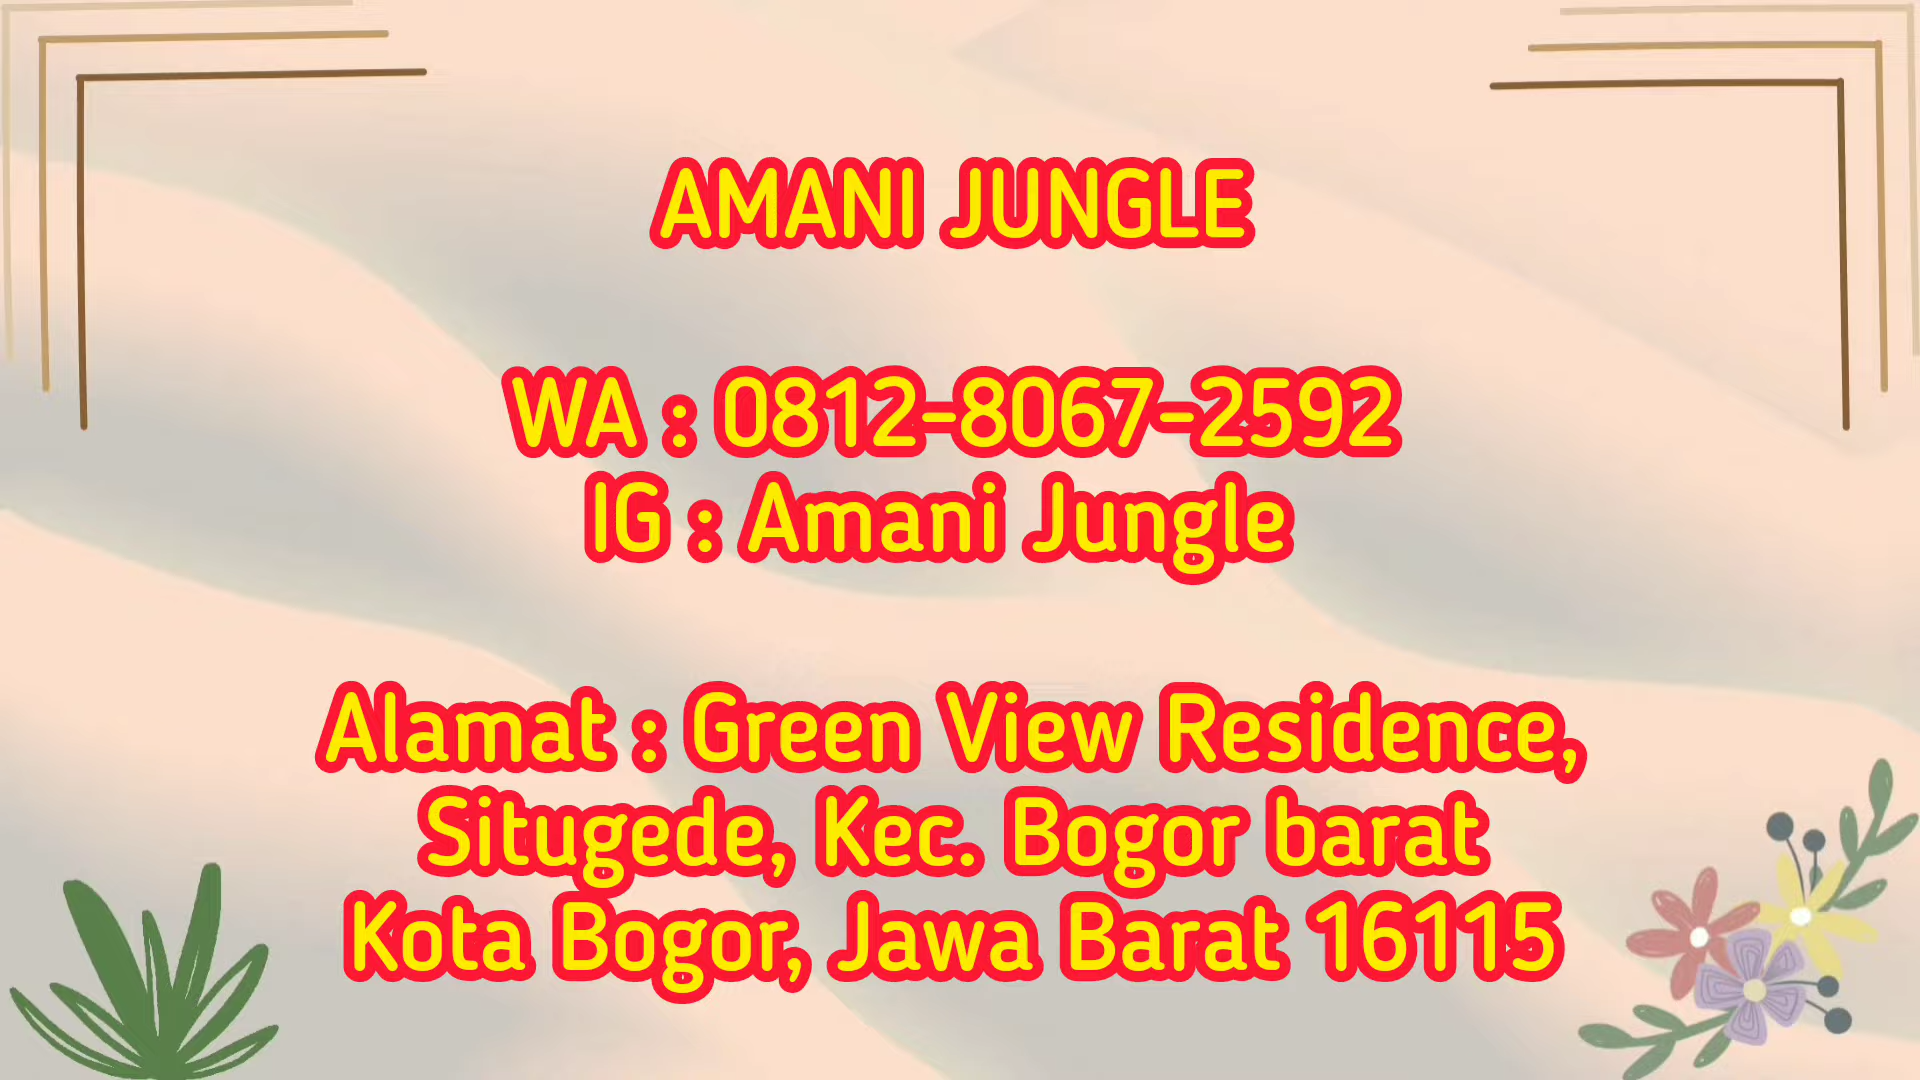 AMANI JUNGLE
WA : 0812-8067-2592
IG : Amani Jungle
Alamat : Green View Residence,
Situgede, Kec. Bogor barat
Kota Bogor, Jawa Barat 16115